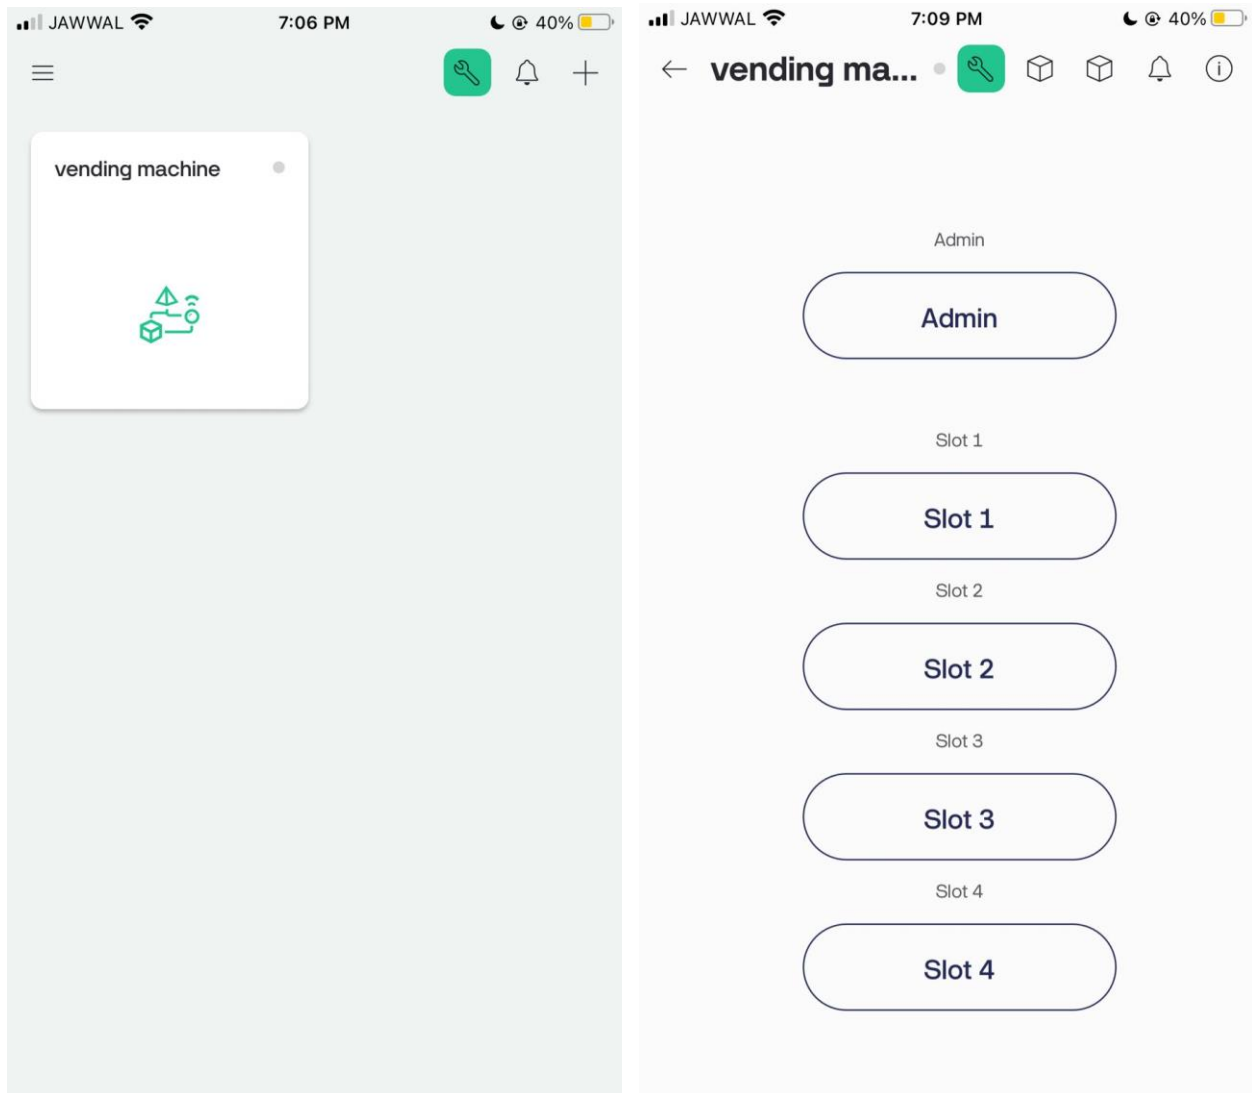 JAWWAL 7:06 PM 40%
vending machine
JAWWAL 7:09 PM 40%
vending ma...
Admin
Admin
Slot 1
Slot 1
Slot 2
Slot 2
Slot 3
Slot 3
Slot 4
Slot 4